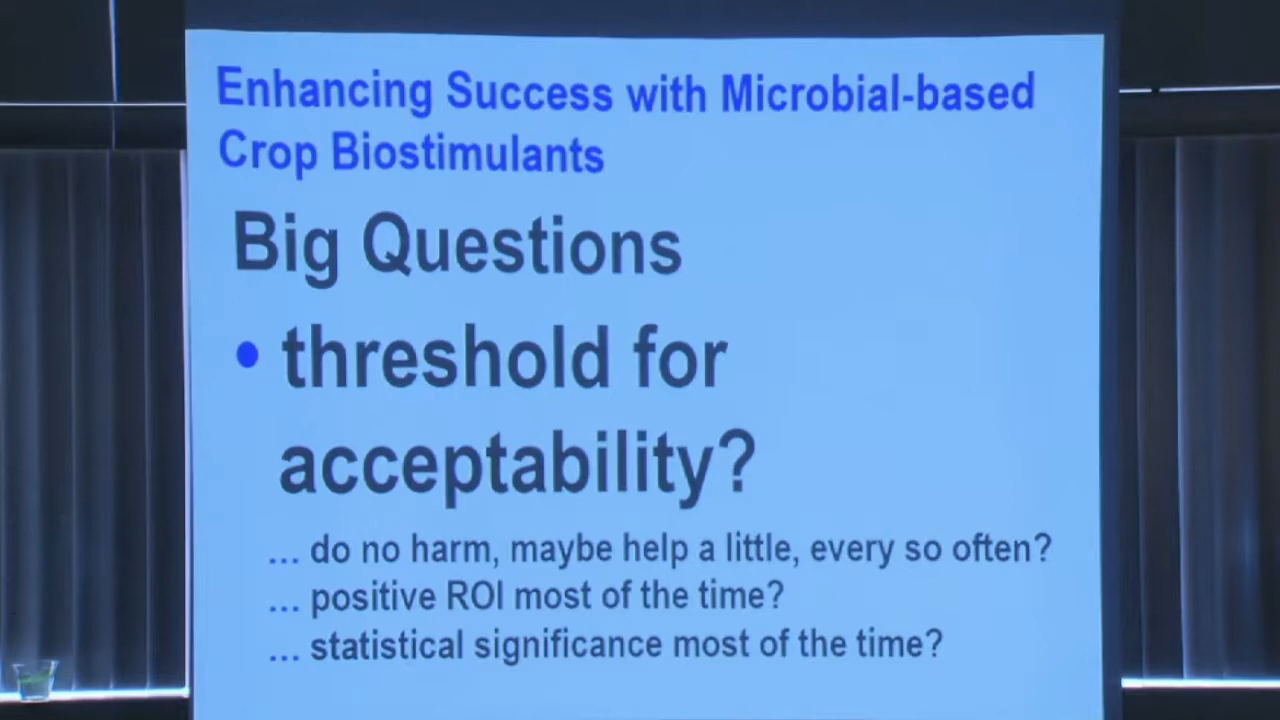 Enhancing Success with Microbial-based
Crop Biostimulants
Big Questions
• threshold for
acceptability?
... do no harm, maybe help a little, every so often?
... positive ROI most of the time?
... statistical significance most of the time?